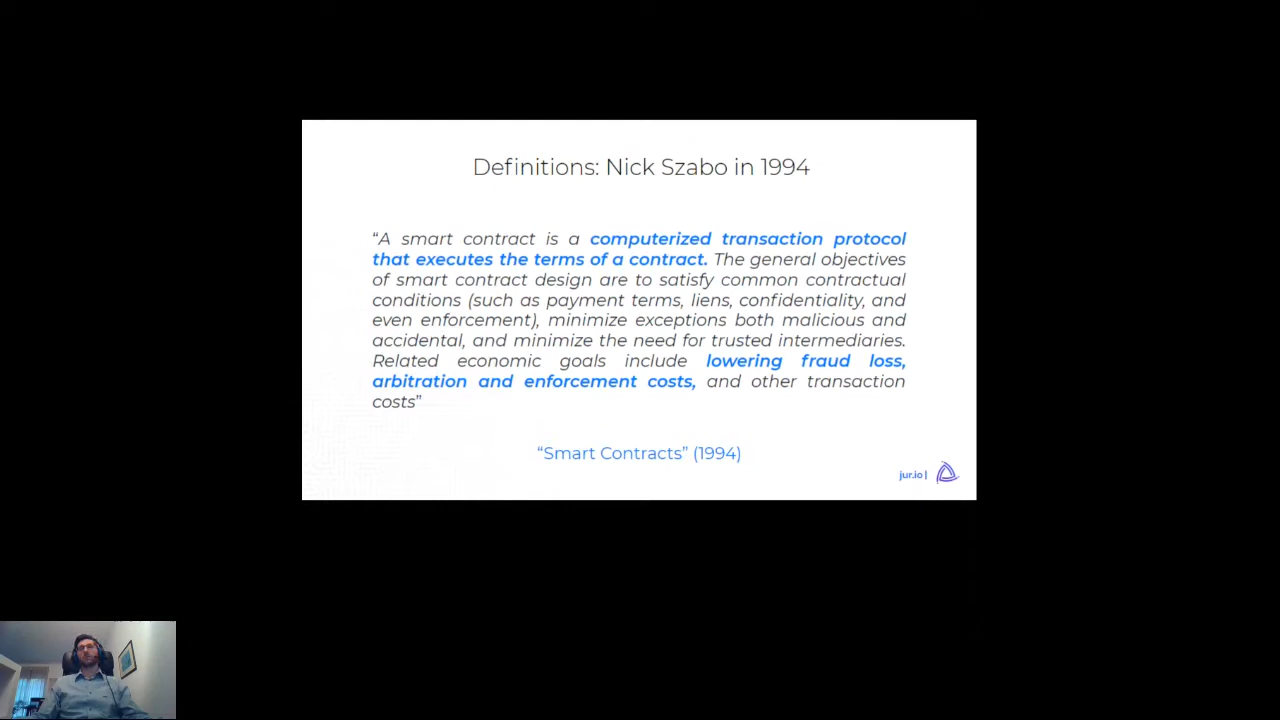 Definitions: Nick Szabo in 1994
“A smart contract is a computerized transaction protocol
that executes the terms of a contract. The general objectives
of smart contract design are to satisfy common contractual
conditions (such as payment terms, liens, confidentiality, and
even enforcement), minimize exceptions both malicious and
accidental, and minimize the need for trusted intermediaries.
Related economic goals include lowering fraud loss,
arbitration and enforcement costs, and other transaction
costs”
“Smart Contracts” (1994)
jur.io |